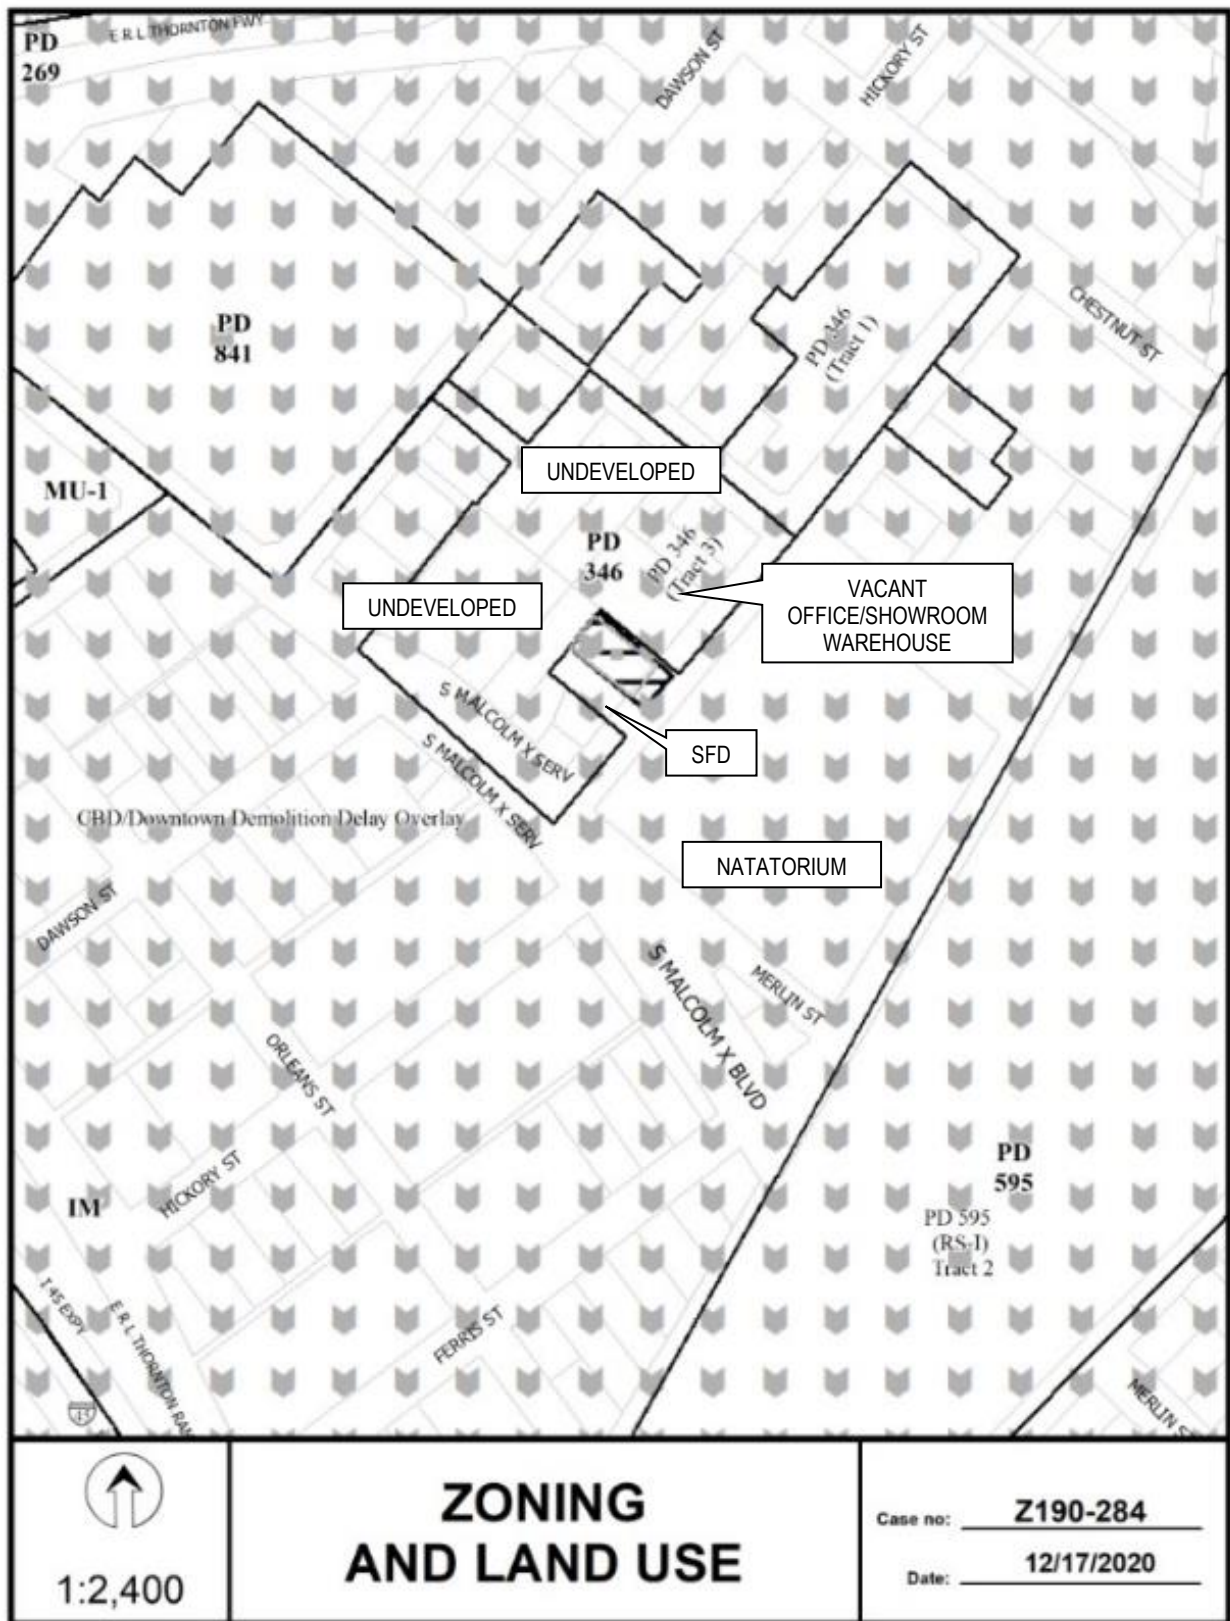 PD
269
E R L THORNTON FWY
DAWSON ST
HICKORY ST
CHESTNUT ST
PD
841
PD 346
(Tract 1)
MU-1
UNDEVELOPED
PD
346
PD 346
(Tract 3)
UNDEVELOPED
VACANT
OFFICE/SHOWROOM
WAREHOUSE
S MALCOLM X SERV
S MALCOLM X SERV
SFD
CBD/Downtown Demolition Delay Overlay
NATATORIUM
DAWSON ST
S MALCOLM X BLVD
MERLIN ST
ORLEANS ST
HICKORY ST
IM
PD
595
PD 595
(RS-I)
Tract 2
I 45 EXPY
E R L THORNTON RAM
FERRIS ST
MERLIN ST
45
1:2,400
ZONING
AND LAND USE
Case no: Z190-284
Date: 12/17/2020